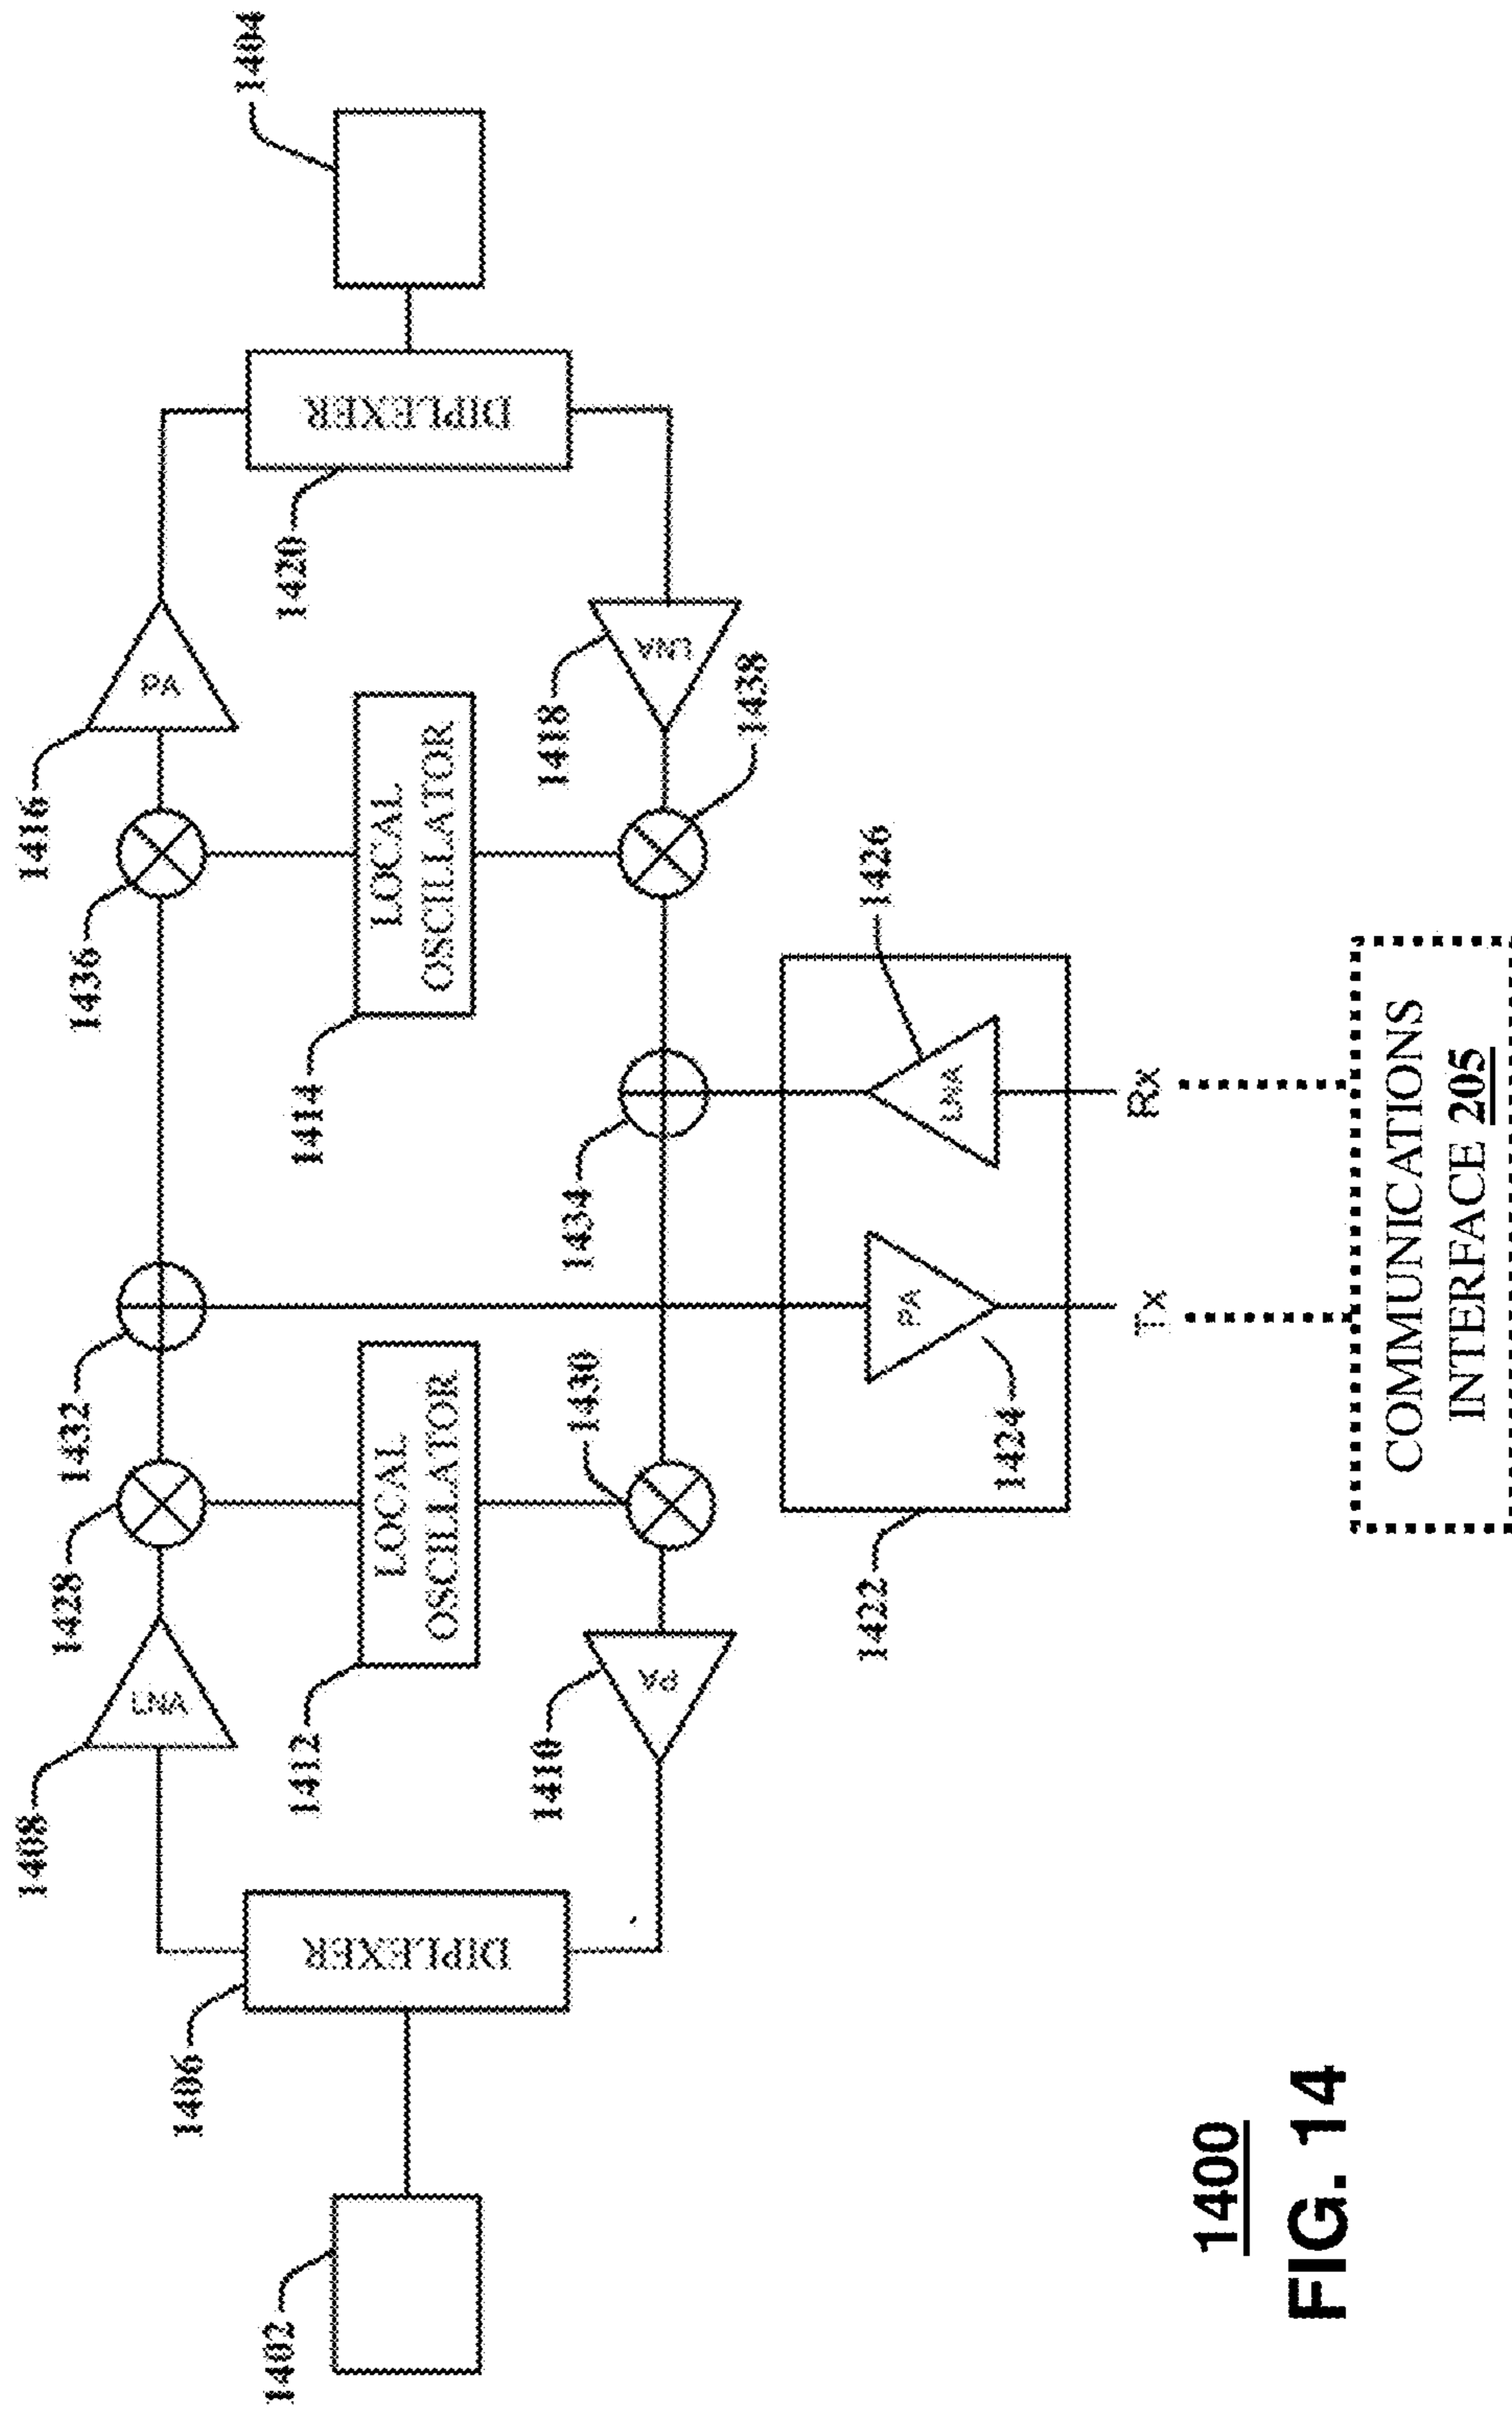 1404
1416
1436
DIPLEXER
1420
PA
LOCAL
OSCILLATOR
1414
LNA
1418
1438
1432
1434
1426
LNA
Rx
1428
LOCAL
OSCILLATOR
1412
1430
PA
1424
Tx
1422
COMMUNICATIONS
INTERFACE 205
1408
LNA
PA
1410
DIPLEXER
1406
1402
1400
FIG. 14